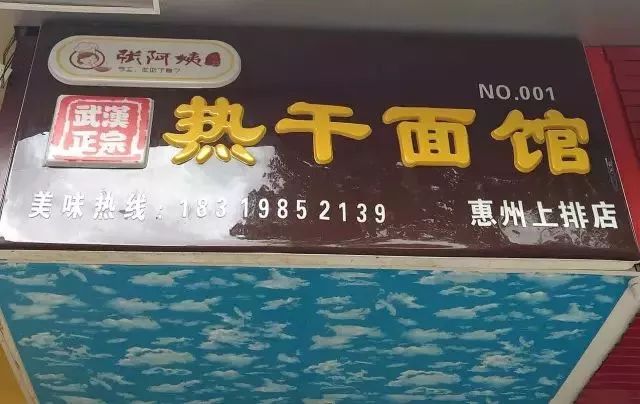 张阿姨
NO.001
武漢
正宗
热干面馆
美味热线：18319852139
惠州上排店